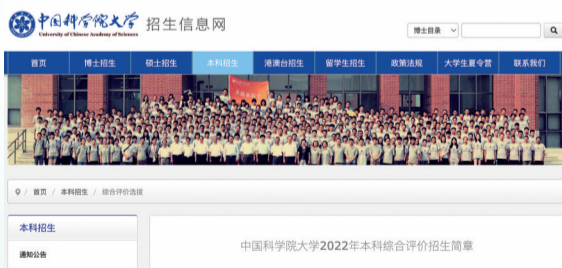 中国科学院大学 招生信息网
University of Chinese Academy of Sciences
博士目录
首页 博士招生 硕士招生 本科招生 港澳台招生 留学生招生 政策法规 大学生夏令营 联系我们
/ 首页 / 本科招生 / 综合评价选拔
本科招生
中国科学院大学2022年本科综合评价招生简章
通知公告